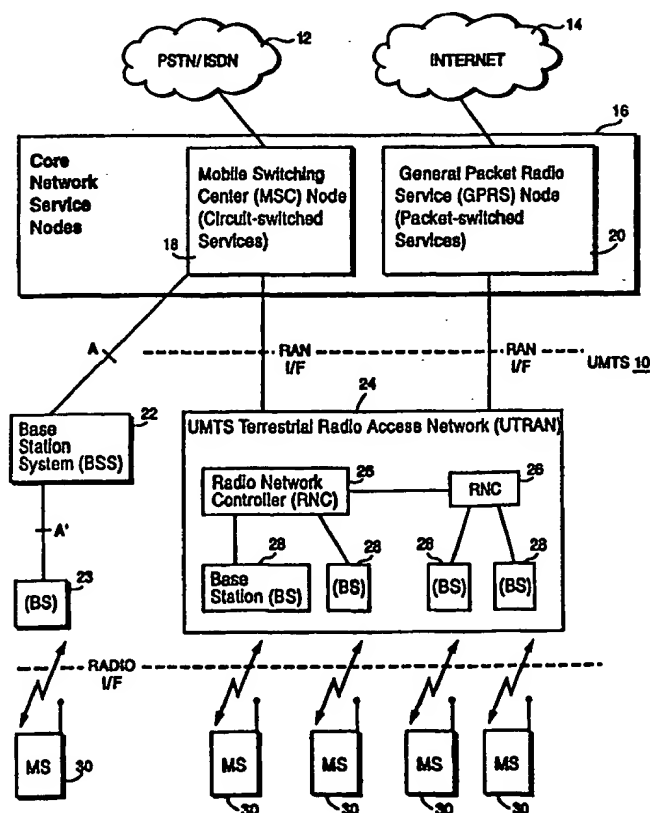 12
PSTN/ISDN
14
INTERNET
16
Core
Network
Service
Nodes
Mobile Switching
Center (MSC) Node
(Circuit-switched
Services)
18
General Packet Radio
Service (GPRS) Node
(Packet-switched
Services)
20
A
RAN
I/F
RAN
I/F
UMTS 10
22
Base
Station
System (BSS)
24
UMTS Terrestrial Radio Access Network (UTRAN)
26
Radio Network
Controller (RNC)
26
RNC
A'
23
(BS)
28
Base
Station (BS)
28
(BS)
28
(BS)
28
(BS)
RADIO
I/F
MS
30
MS
30
MS
30
MS
30
MS
30